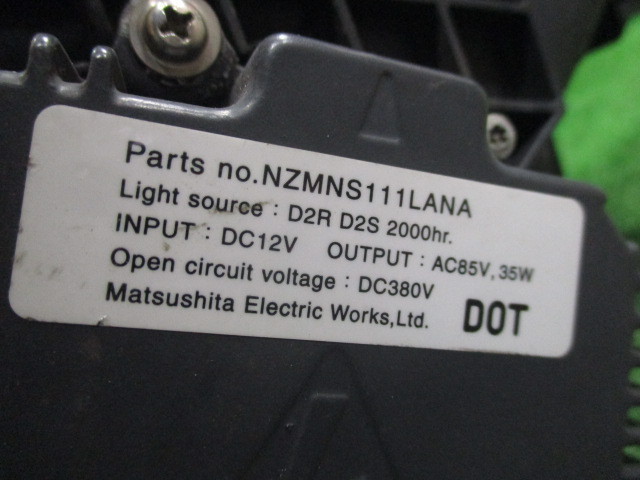 Parts no.NZMNS111LANA
Light source : D2R D2S 2000hr.
INPUT : DC12V OUTPUT : AC85V, 35W
Open circuit voltage : DC380V
Matsushita Electric Works,Ltd. DOT